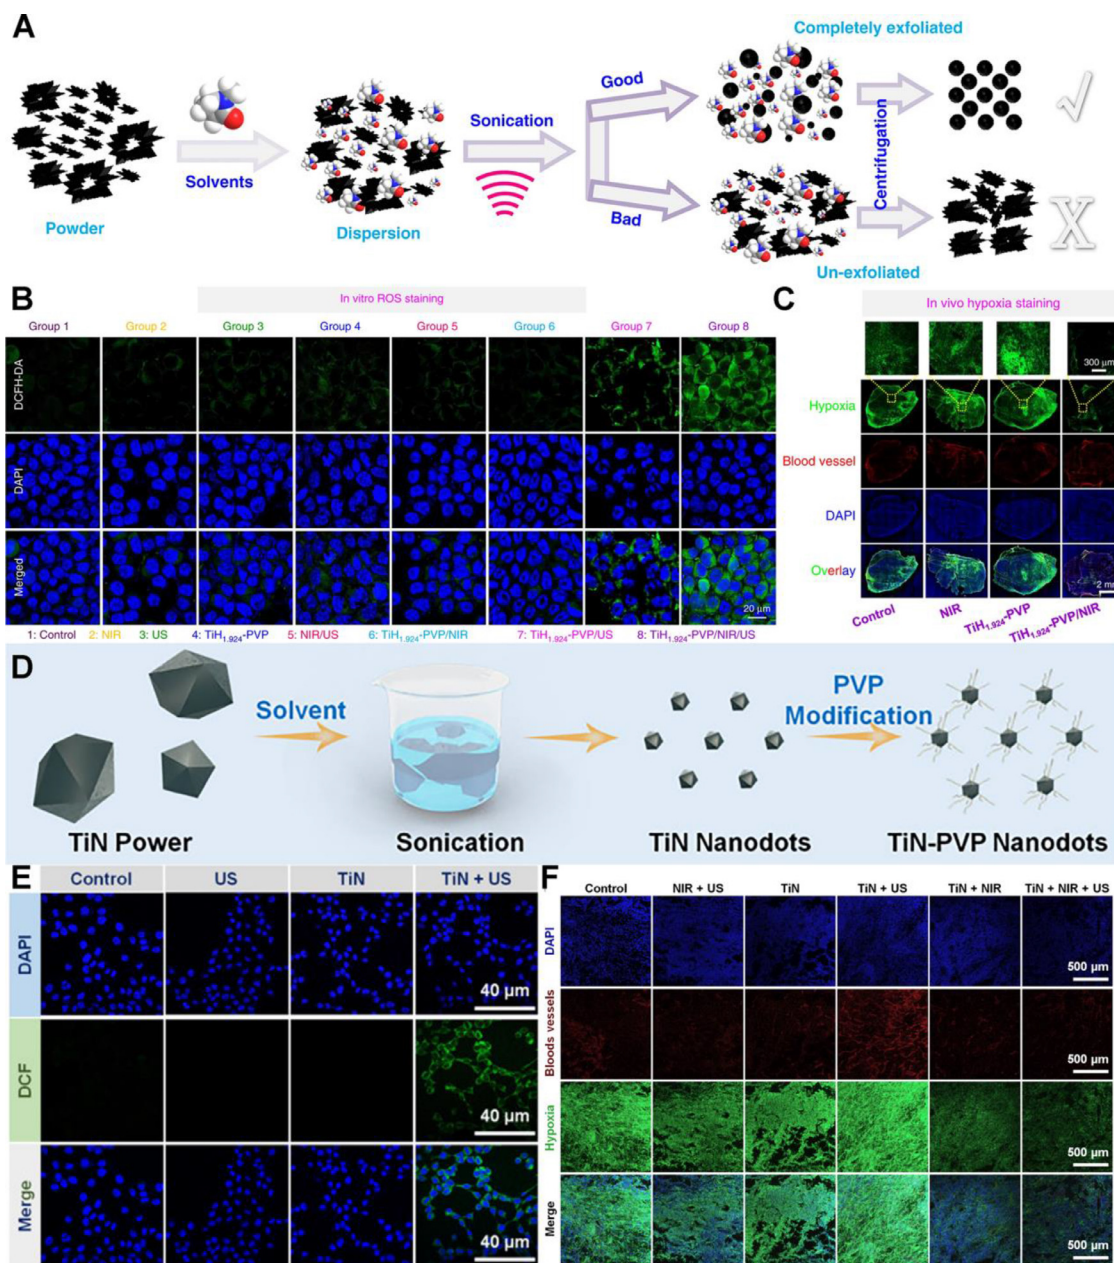 A
Completely exfoliated
Good
Sonication
Solvents
Centrifugation
Bad
Powder
Dispersion
Un-exfoliated
X
B
In vitro ROS staining
Group 1 Group 2 Group 3 Group 4 Group 5 Group 6 Group 7 Group 8
DCFH-DA
DAPI
Merged
20 μm
1: Control 2: NIR 3: US 4: TiH1.924-PVP 5: NIR/US 6: TiH1.924-PVP/NIR 7: TiH1.924-PVP/US 8: TiH1.924-PVP/NIR/US
C
In vivo hypoxia staining
300 μm
Hypoxia
Blood vessel
DAPI
Overlay
2 mm
Control NIR TiH1.924-PVP TiH1.924-PVP/NIR
D
Solvent
PVP
Modification
TiN Power Sonication TiN Nanodots TiN-PVP Nanodots
E
Control US TiN TiN + US
DAPI
40 μm
DCF
40 μm
Merge
40 μm
F
Control NIR + US TiN TiN + US TiN + NIR TiN + NIR + US
DAPI
500 μm
Bloods vessels
500 μm
Hypoxia
500 μm
Merge
500 μm